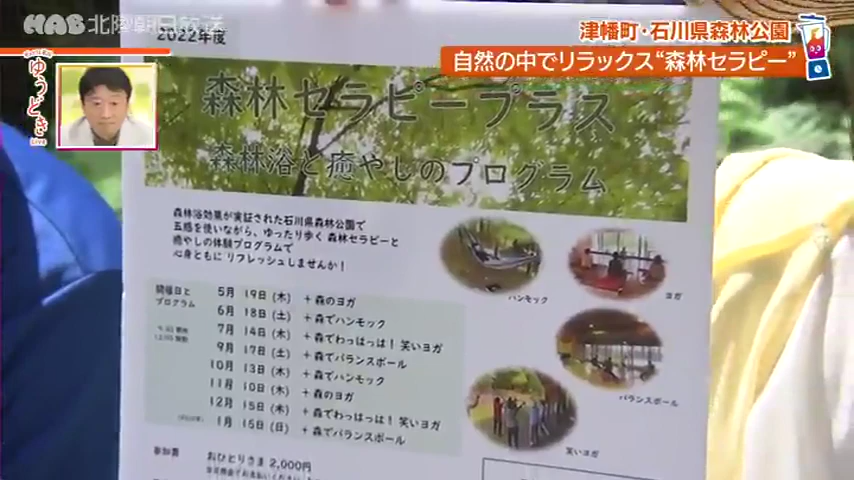 HAB 北陸朝日放送
津幡町・石川県森林公園
自然の中でリラックス“森林セラピー”
ゆうどき
LIVE
2022年度
森林セラピープラス
森林浴と癒やしのプログラム
森林浴効果が実証された石川県森林公園で
五感を使いながら、ゆったり歩く 森林セラピーと
癒やしの体験プログラムで
心身ともに リフレッシュしませんか！
ハンモック
ヨガ
バランスボール
笑いヨガ
開催日と
プログラム
5月 19日(木) ＋森のヨガ
6月 18日(土) ＋森でハンモック
7月 14日(木) ＋森でわっはっは！笑いヨガ
9月 17日(土) ＋森でバランスボール
10月 13日(木) ＋森でハンモック
11月 10日(木) ＋森のヨガ
12月 15日(木) ＋森でわっはっは！笑いヨガ
1月 15日(日) ＋森でバランスボール
参加費 おひとりさま 2,000円